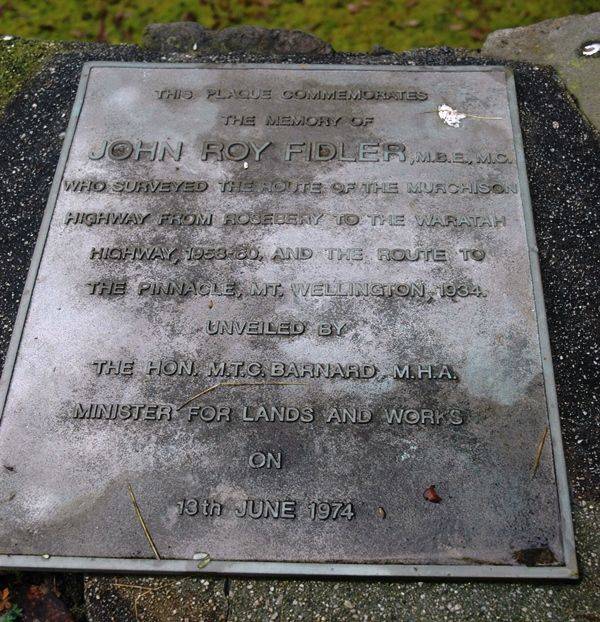 THIS PLAQUE COMMEMORATES
THE MEMORY OF
JOHN ROY FIDLER, M.B.E., M.C.
WHO SURVEYED THE ROUTE OF THE MURCHISON
HIGHWAY FROM ROSEBERY TO THE WARATAH
HIGHWAY, 1953-60, AND THE ROUTE TO
THE PINNACLE, MT. WELLINGTON, 1934.
UNVEILED BY
THE HON. M.T.C. BARNARD, M.H.A.
MINISTER FOR LANDS AND WORKS
ON
13th JUNE 1974